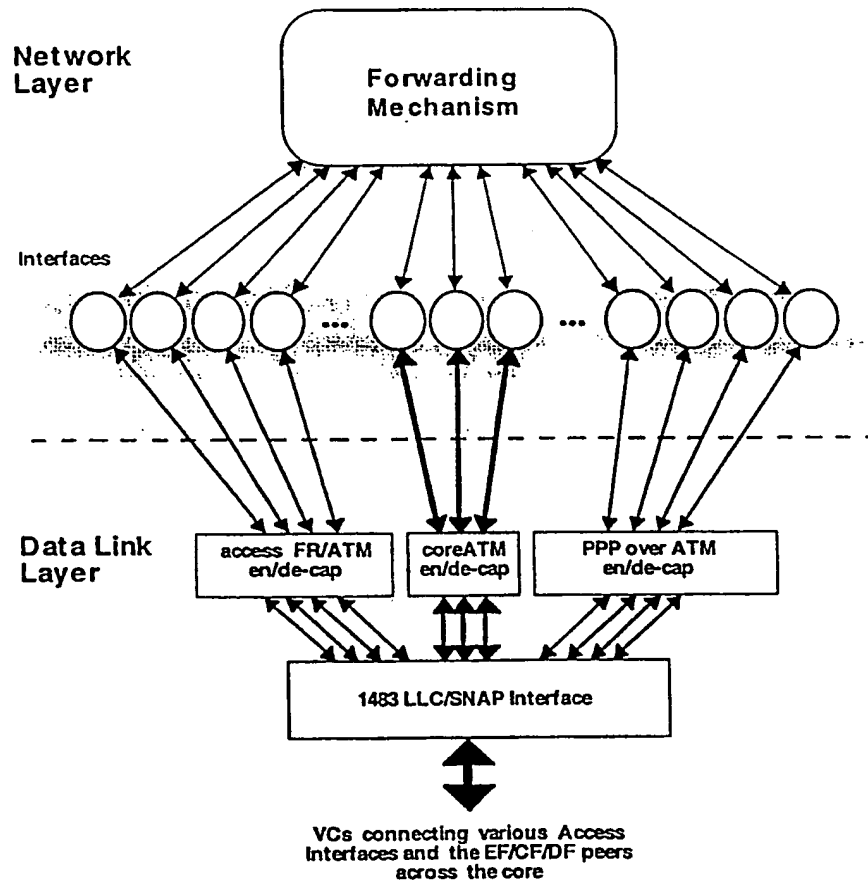 Network
Layer
Forwarding
Mechanism
Interfaces
...
...
Data Link
Layer
access FR/ATM
en/de-cap
coreATM
en/de-cap
PPP over ATM
en/de-cap
1483 LLC/SNAP Interface
VCs connecting various Access
Interfaces and the EF/CF/DF peers
across the core